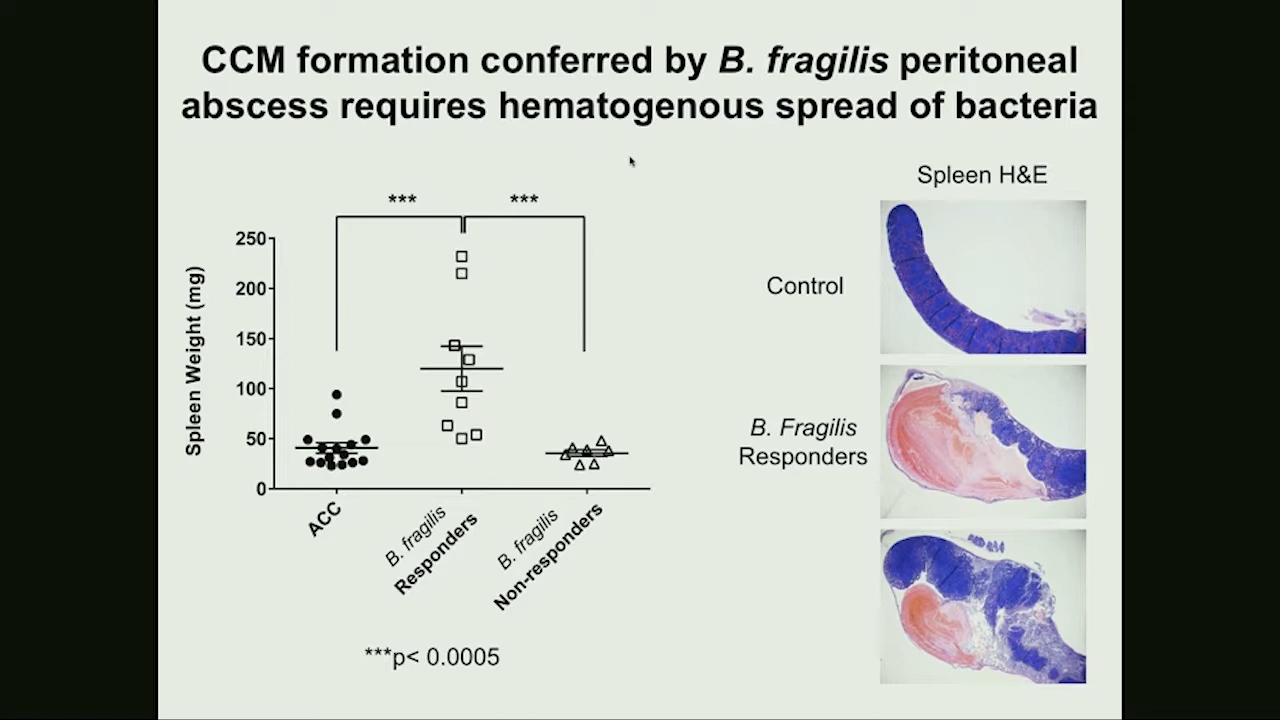 CCM formation conferred by B. fragilis peritoneal
abscess requires hematogenous spread of bacteria
Spleen H&E
***
***
Spleen Weight (mg)
250
200
150
100
50
0
ACC
B. fragilis
Responders
B. fragilis
Non-responders
***p< 0.0005
Control
B. Fragilis
Responders